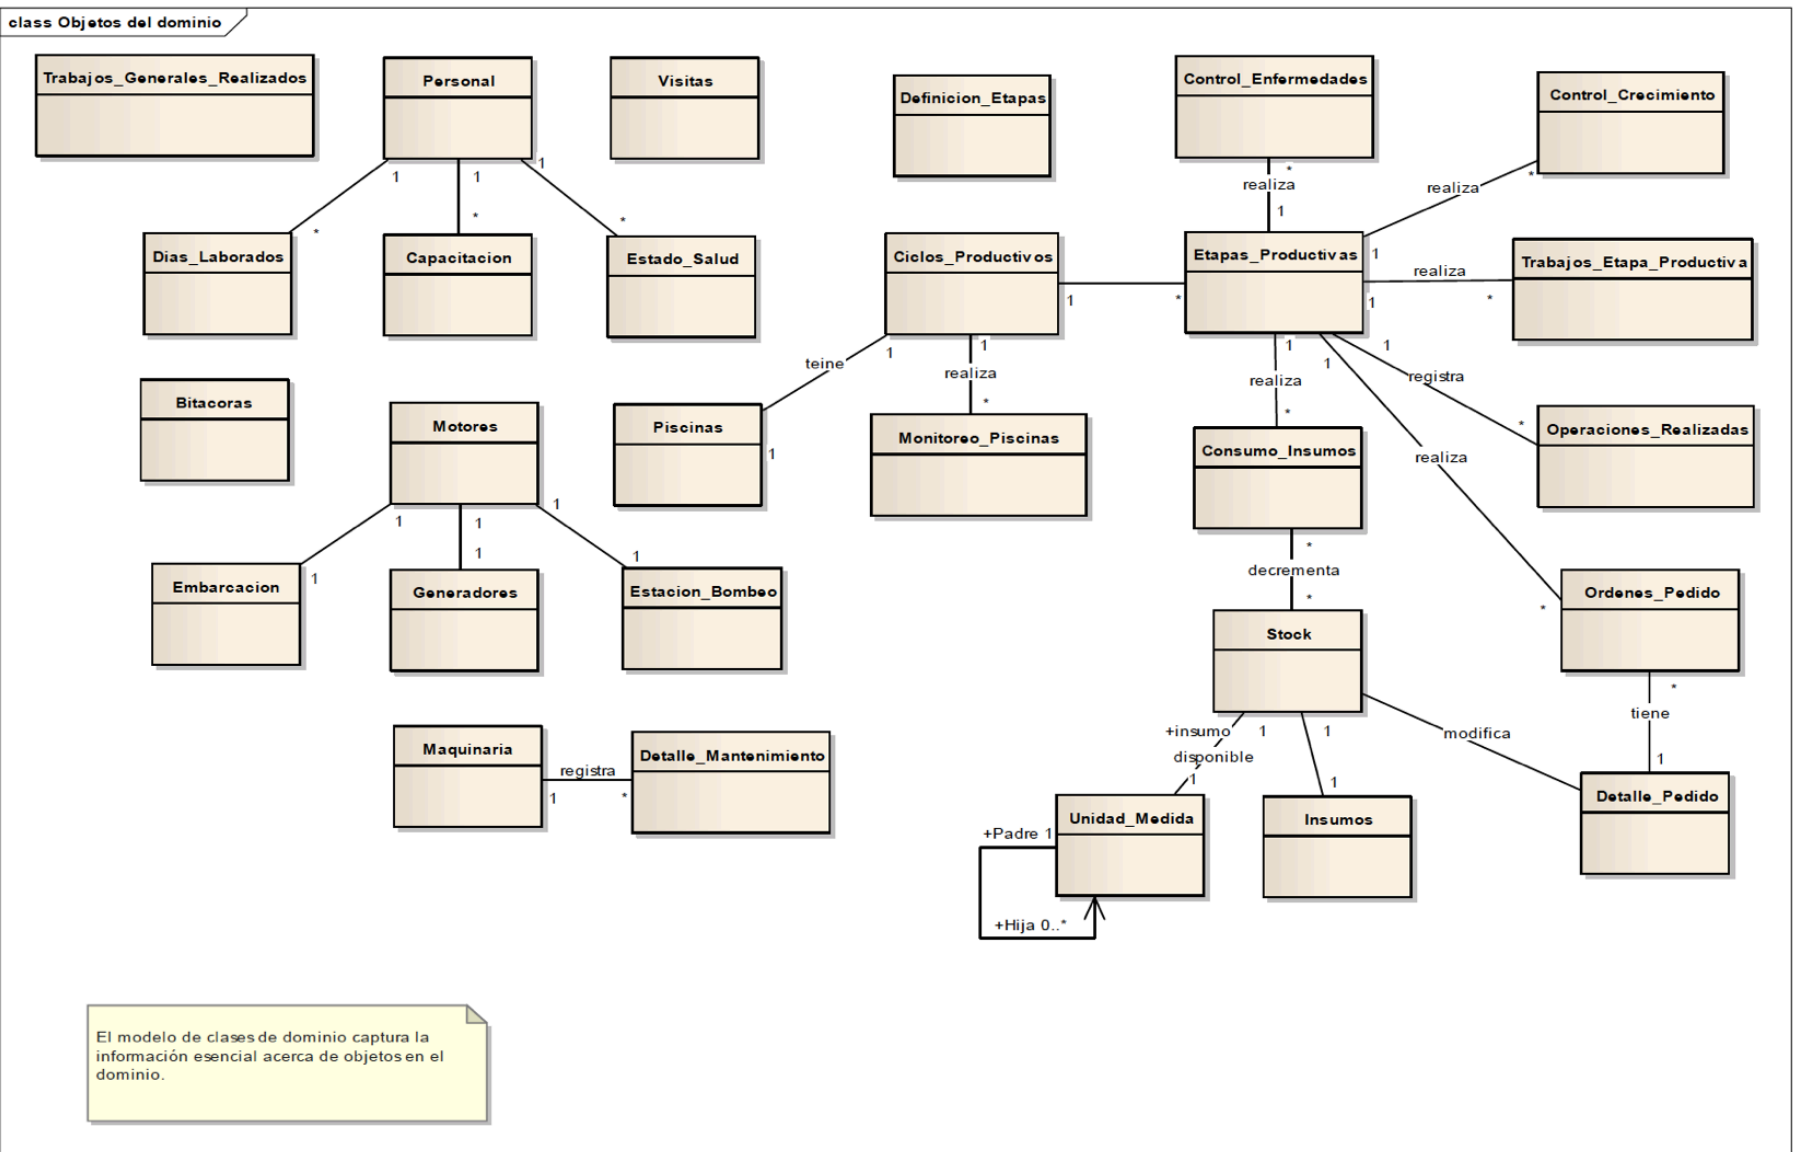 class Objetos del dominio
Trabajos_Generales_Realizados
Personal
Visitas
Definicion_Etapas
Control_Enfermedades
Control_Crecimiento
1
1
1
*
*
*
*
realiza
1
*
realiza
Dias_Laborados
Capacitacion
Estado_Salud
Ciclos_Productivos
Etapas_Productivas
Trabajos_Etapa_Productiva
1
realiza
1
*
1
*
1
teine
1
realiza
*
1
realiza
*
1
1
registra
*
realiza
*
Bitacoras
Motores
Piscinas
1
Monitoreo_Piscinas
Consumo_Insumos
Operaciones_Realizadas
1
1
1
1
1
1
*
decrementa
*
Embarcacion
Generadores
Estacion_Bombeo
Stock
Ordenes_Pedido
*
tiene
1
modifica
+insumo
disponible
1
1
1
1
Maquinaria
registra
1
*
Detalle_Mantenimiento
Unidad_Medida
Insumos
Detalle_Pedido
+Padre 1
+Hija 0..*
El modelo de clases de dominio captura la
información esencial acerca de objetos en el
dominio.